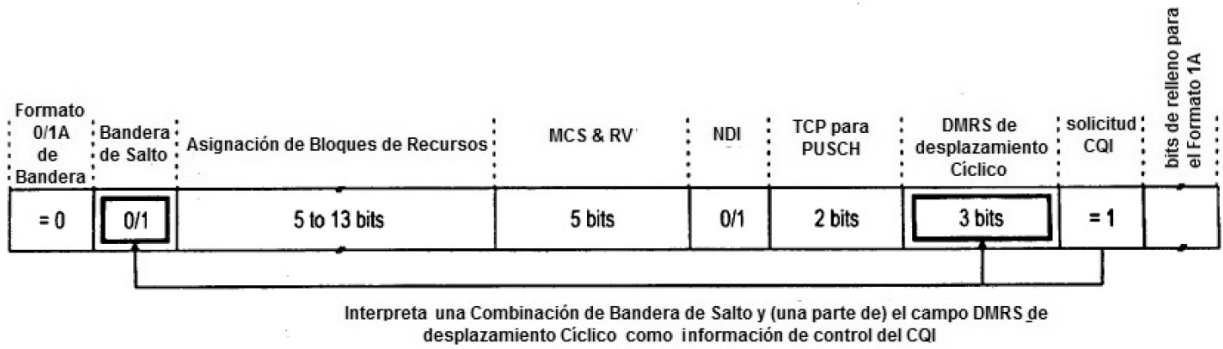 Formato
0/1A
de
Bandera
Bandera
de Salto
Asignación de Bloques de Recursos
MCS & RV
NDI
TCP para
PUSCH
DMRS de
desplazamiento
Cíclico
solicitud
CQI
bits de relleno para
el Formato 1A
= 0
0/1
5 to 13 bits
5 bits
0/1
2 bits
3 bits
= 1
Interpreta una Combinación de Bandera de Salto y (una parte de) el campo DMRS de
desplazamiento Cíclico como información de control del CQI